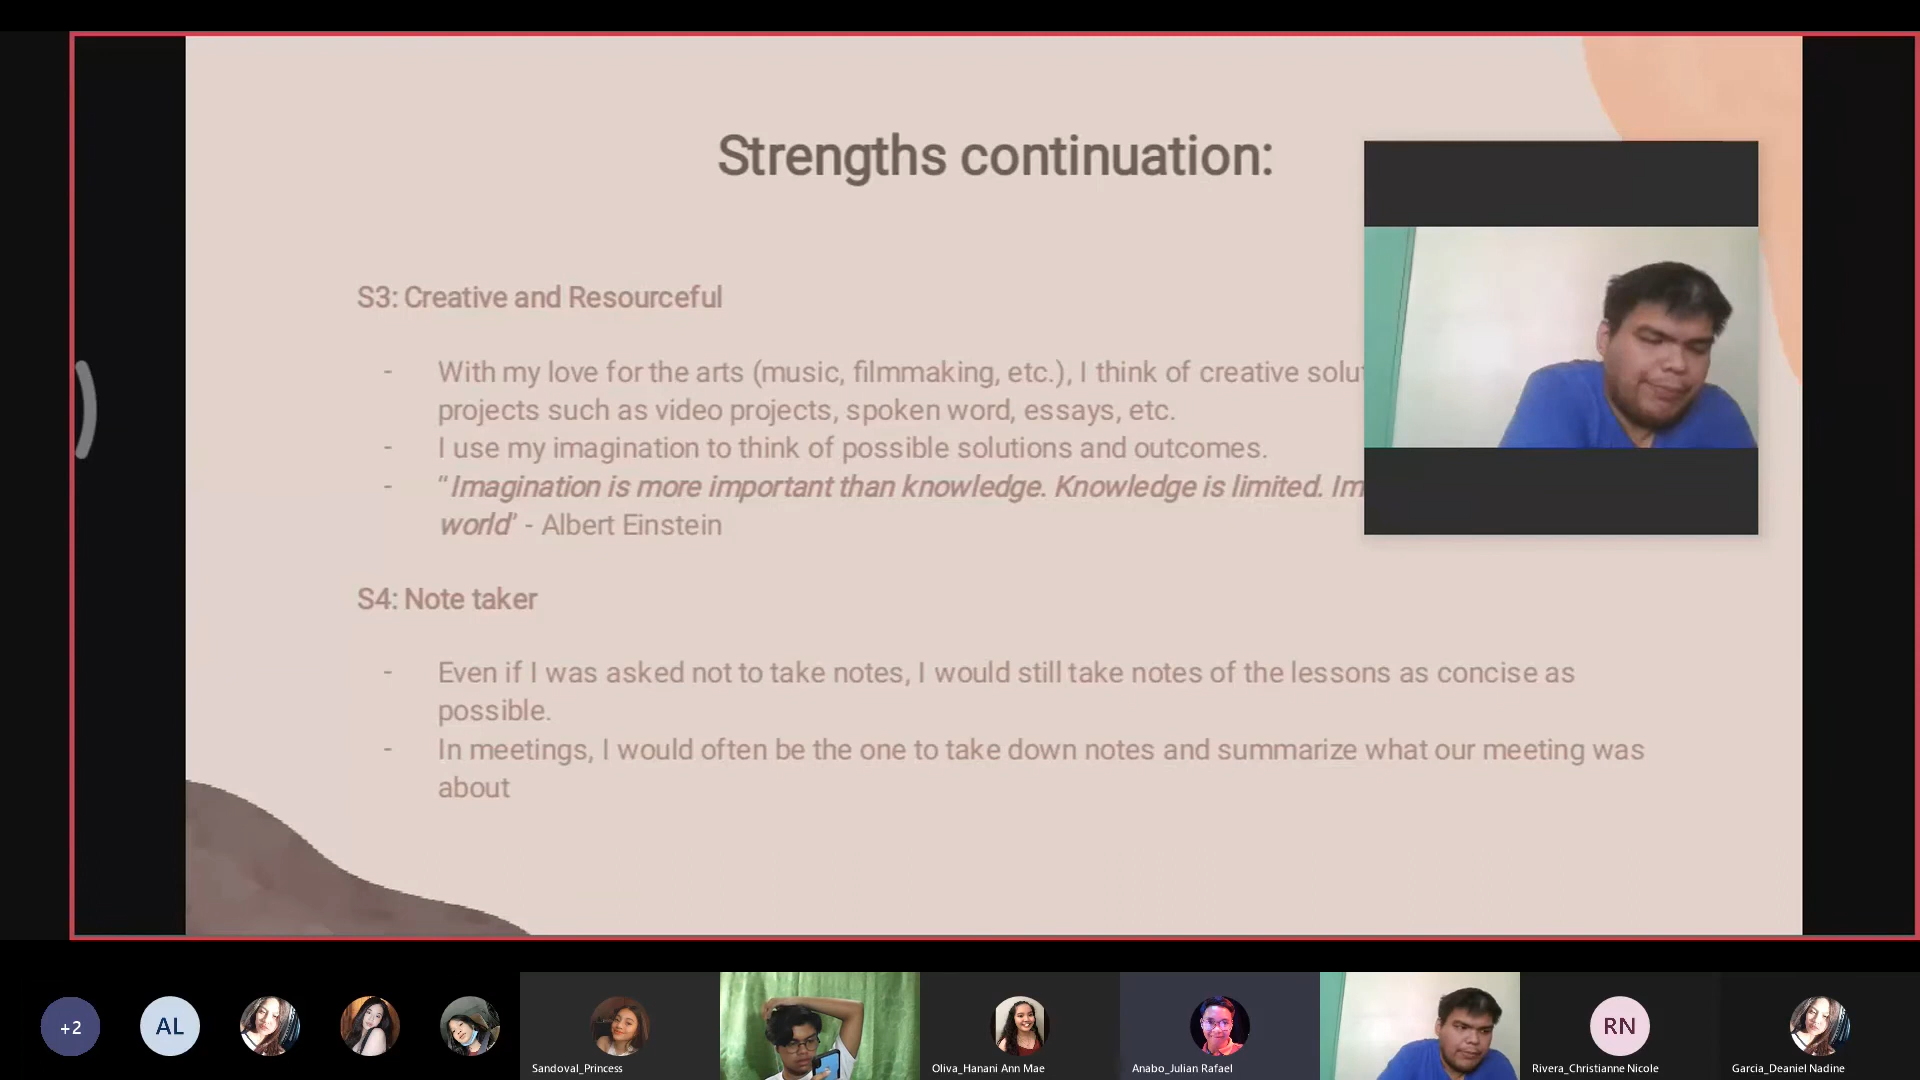 Strengths continuation:
S3: Creative and Resourceful
- With my love for the arts (music, filmmaking, etc.), I think of creative
projects such as video projects, spoken word, essays, etc.
- I use my imagination to think of possible solutions and outcomes.
- "Imagination is more important than knowledge. Knowledge is limited.
world" - Albert Einstein
S4: Note taker
- Even if I was asked not to take notes, I would still take notes of the lessons as concise as
possible.
- In meetings, I would often be the one to take down notes and summarize what our meeting was
about
+2
AL
Sandoval_Princess
Oliva_Hanani Ann Mae
Anabo_Julian Rafael
RN
Rivera_Christianne Nicole
Garcia_Deaniel Nadine